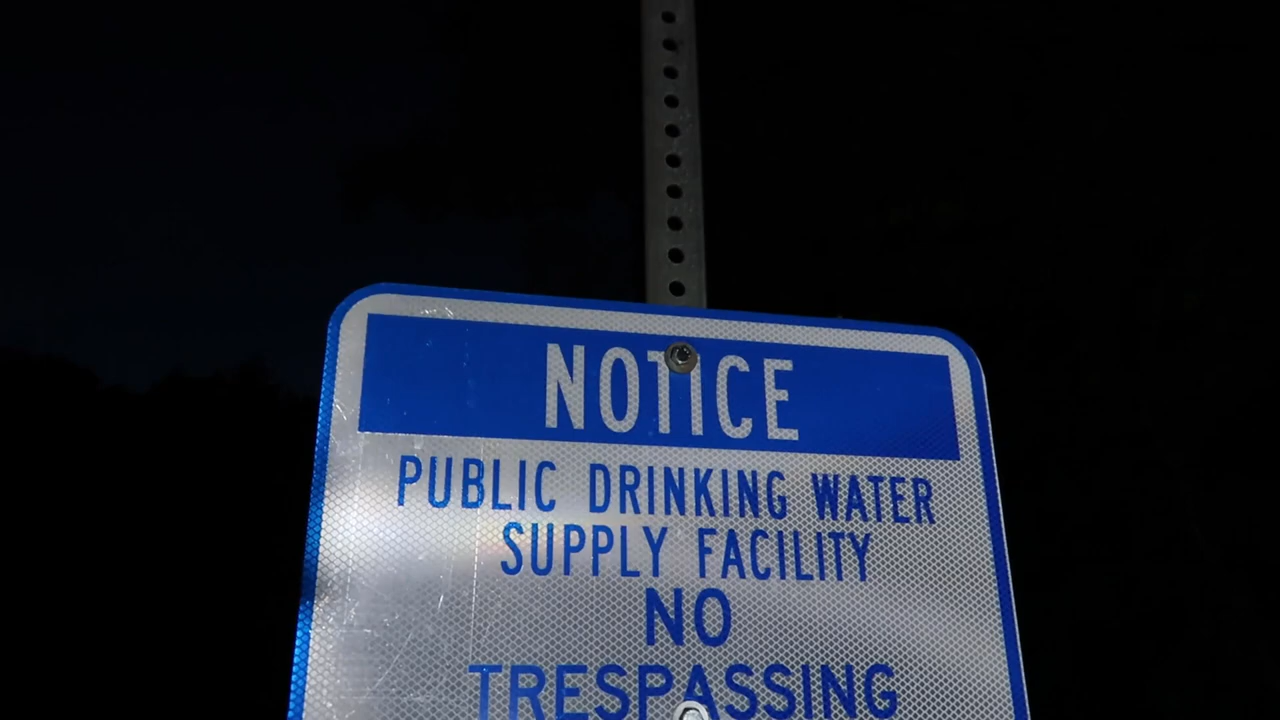 NOTICE
PUBLIC DRINKING WATER
SUPPLY FACILITY
NO
TRESPASSING